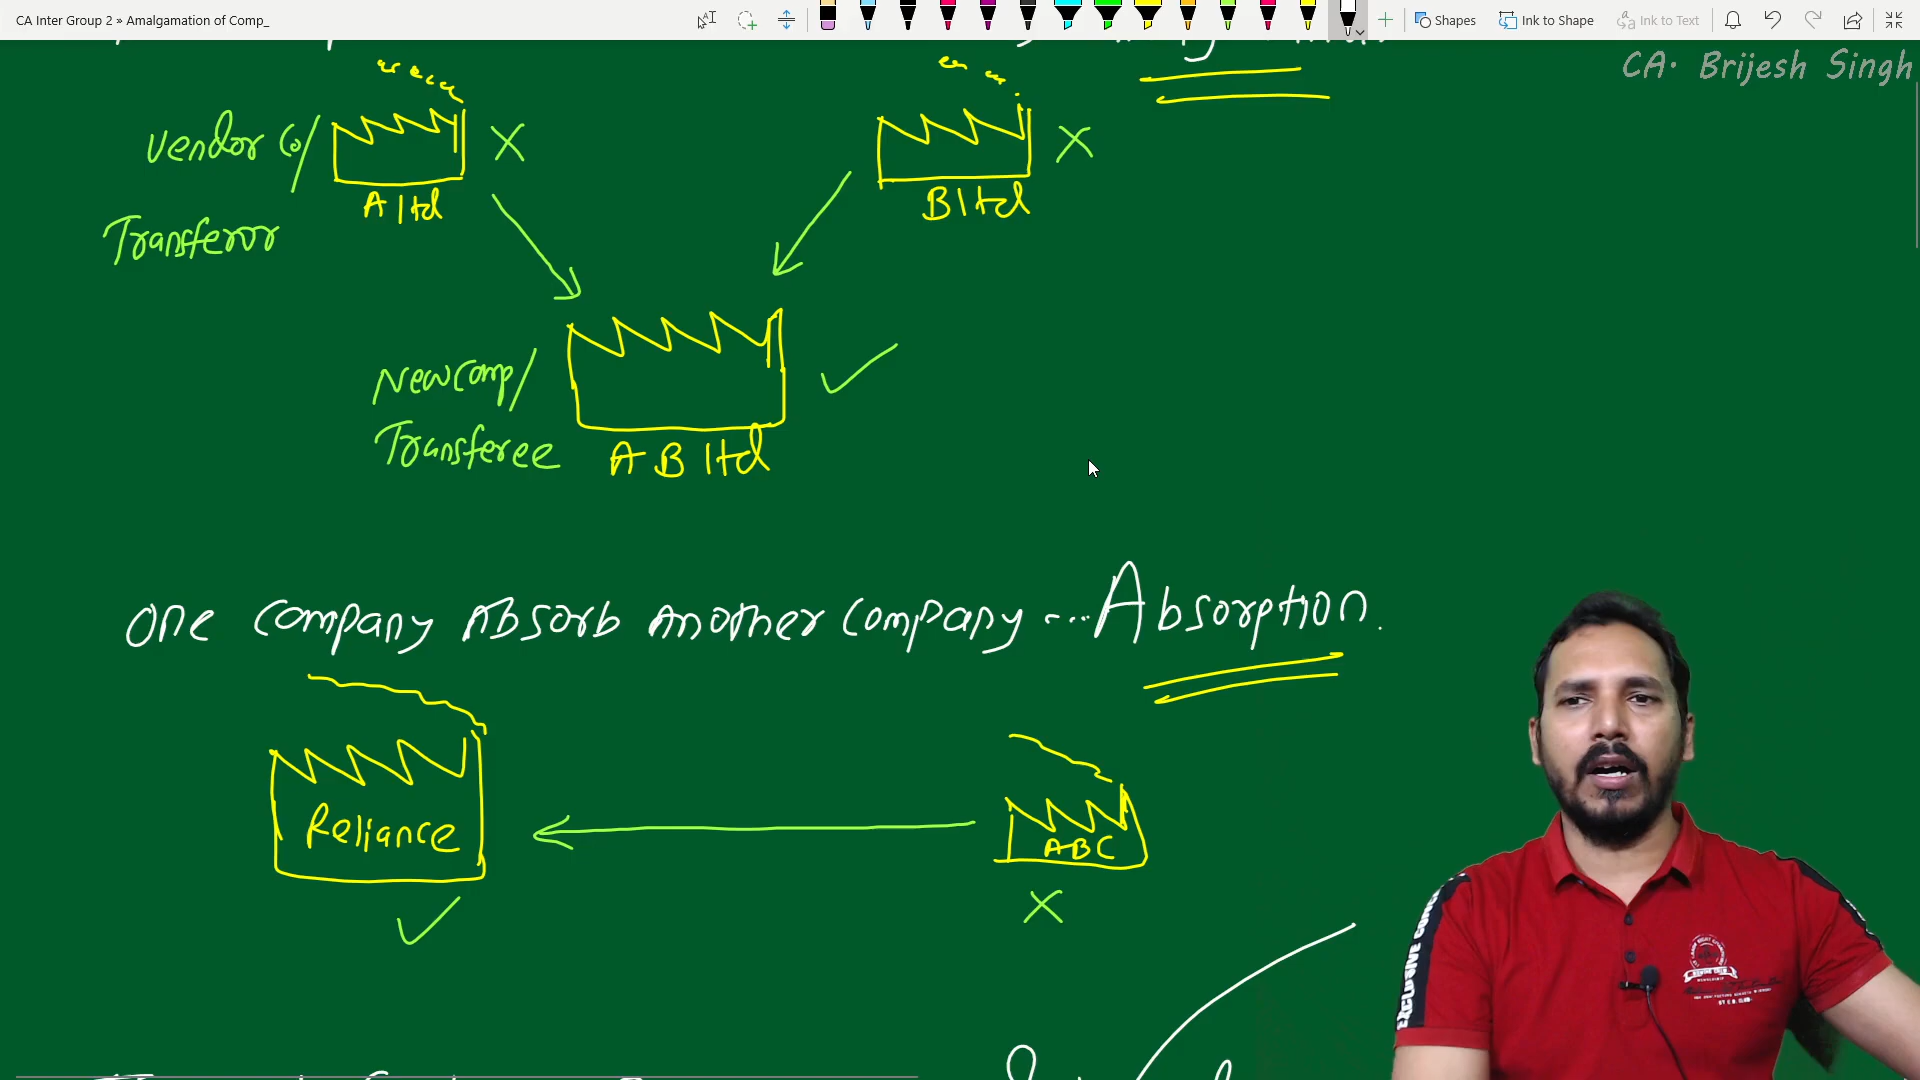 CA Inter Group 2 » Amalgamation of Comp_
Shapes
Ink to Shape
Ink to Text
CA. Brijesh Singh
Vendor Co/
Transferor
X
A ltd
X
B ltd
New Comp/
Transferee
A B ltd
One Company Absorb Another Company ... Absorption.
Reliance
ABC
X